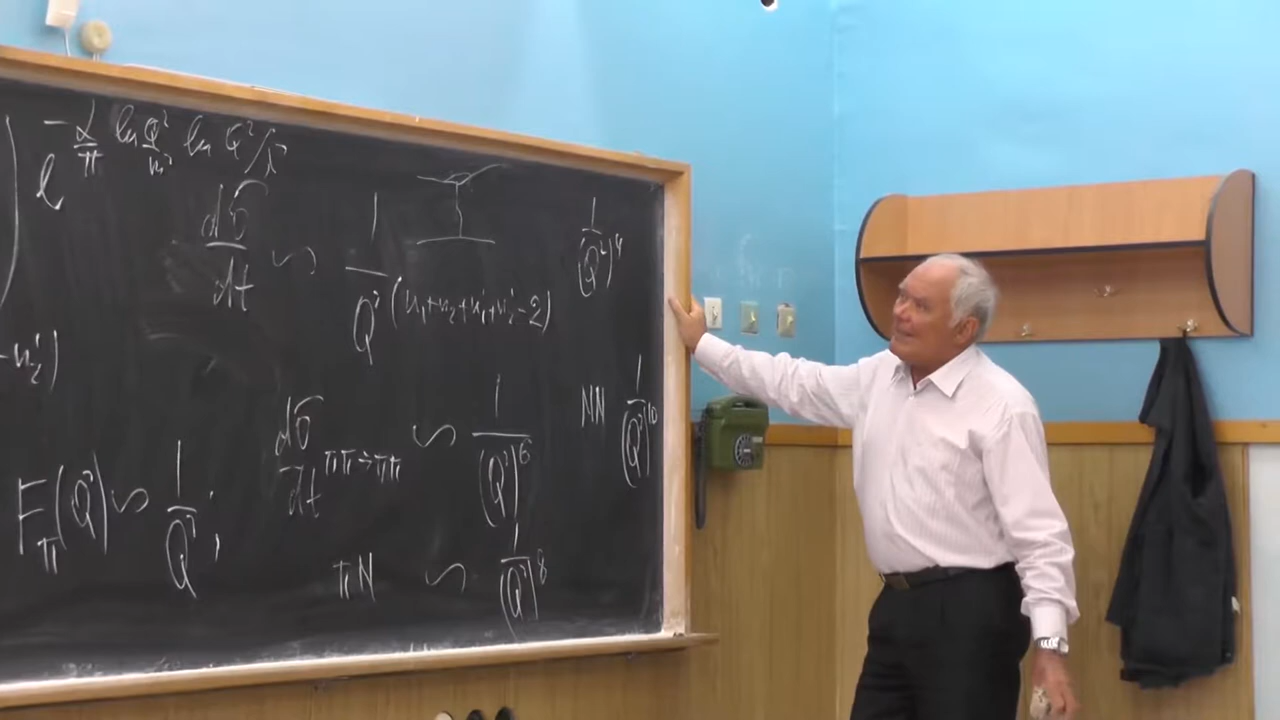 e^{-α/π ln Q²/m² ln Q²/λ²}
dσ/dt ~ 1/Q^{2(n₁+n₂+n₁'+n₂'-2)} 1/(Q²)⁴
-n₂')
dσ/dt ππ→ππ ~ 1/(Q²)⁶ NN 1/(Q²)¹⁰
F_π(Q²) ~ 1/Q² ;
πN ~ 1/(Q²)⁸